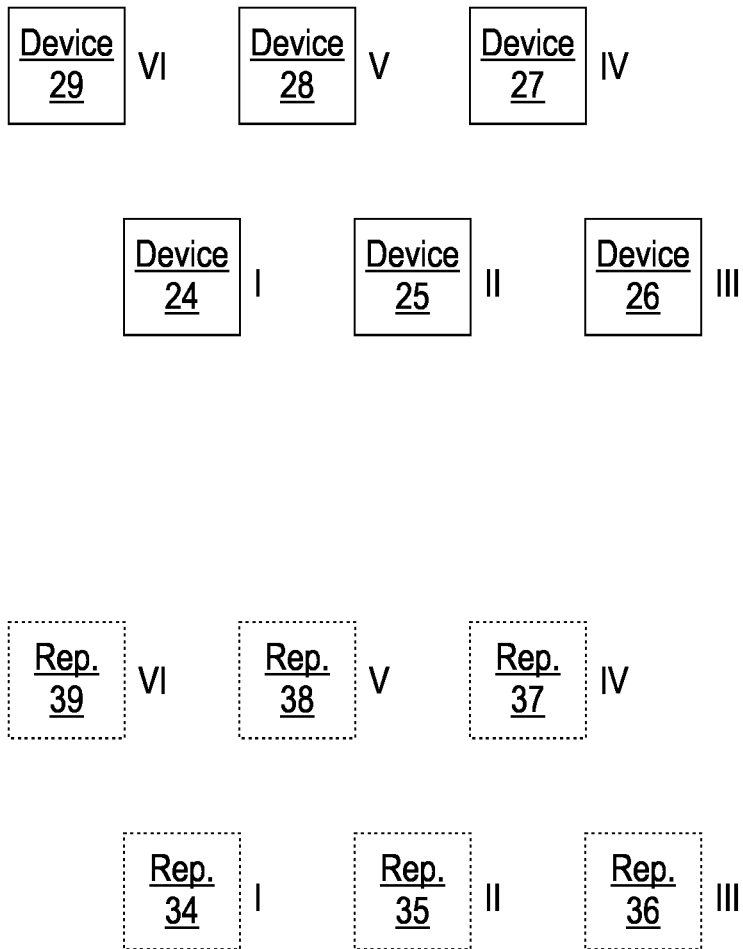 Device
29
VI
Device
28
V
Device
27
IV
Device
24
I
Device
25
II
Device
26
III
Rep.
39
VI
Rep.
38
V
Rep.
37
IV
Rep.
34
I
Rep.
35
II
Rep.
36
III